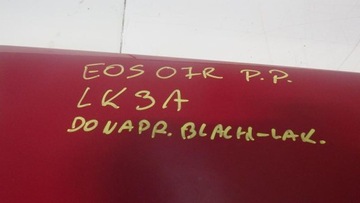 EOS 07R P.P.
LK3A
DO NAPR. BLACH-LAK.